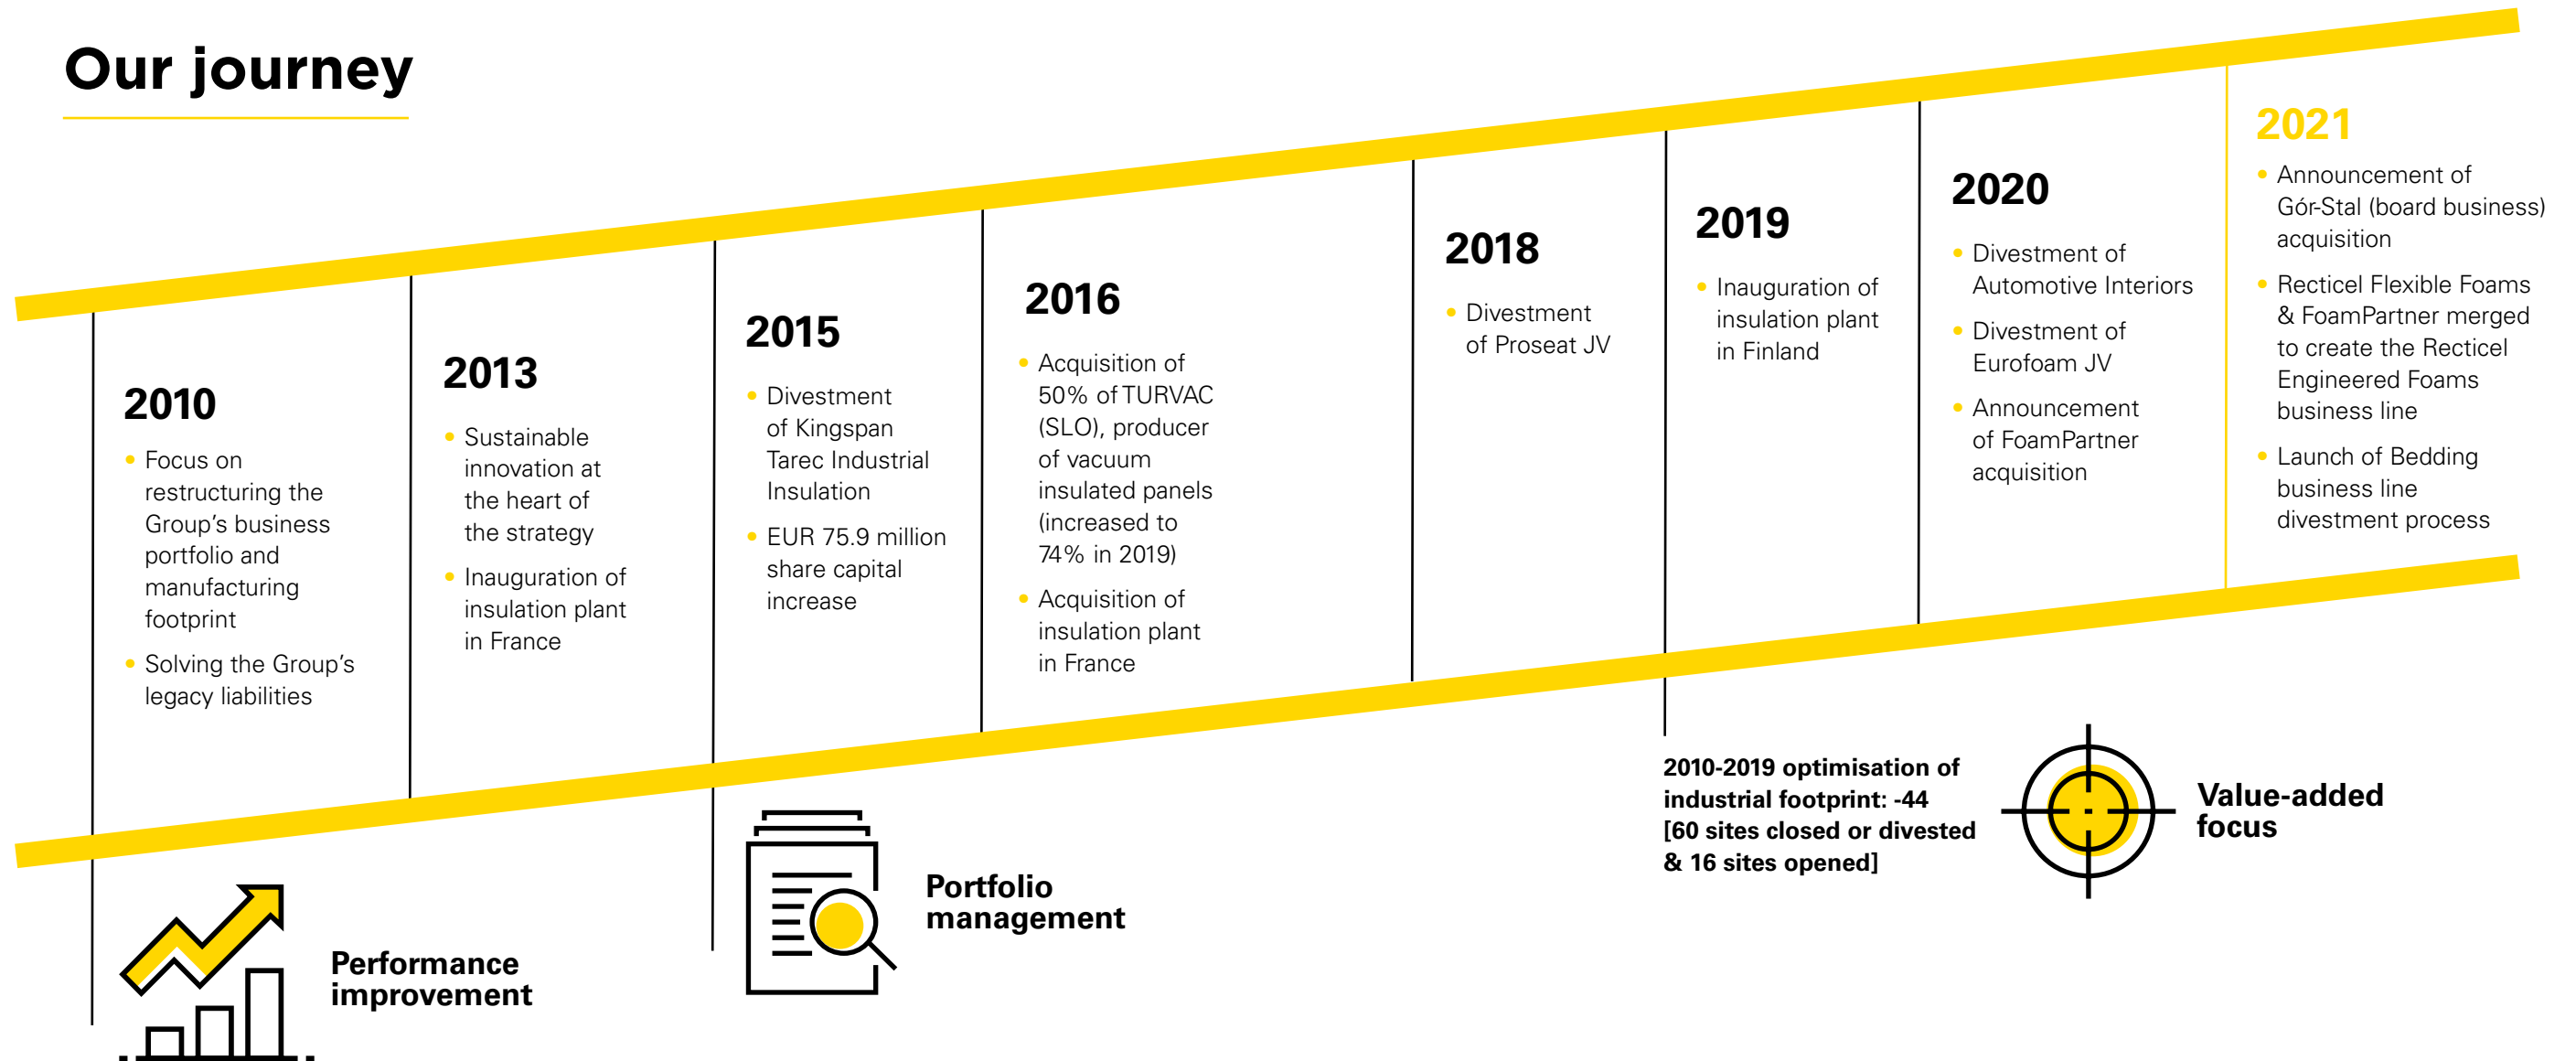 Our journey
2010
• Focus on
restructuring the
Group’s business
portfolio and
manufacturing
footprint
• Solving the Group’s
legacy liabilities
2013
• Sustainable
innovation at
the heart of
the strategy
• Inauguration of
insulation plant
in France
2015
• Divestment
of Kingspan
Tarec Industrial
Insulation
• EUR 75.9 million
share capital
increase
2016
• Acquisition of
50% of TURVAC
(SLO), producer
of vacuum
insulated panels
(increased to
74% in 2019)
• Acquisition of
insulation plant
in France
2018
• Divestment
of Proseat JV
2019
• Inauguration of
insulation plant
in Finland
2020
• Divestment of
Automotive Interiors
• Divestment of
Eurofoam JV
• Announcement
of FoamPartner
acquisition
2021
• Announcement of
Gór-Stal (board business)
acquisition
• Recticel Flexible Foams
& FoamPartner merged
to create the Recticel
Engineered Foams
business line
• Launch of Bedding
business line
divestment process
Performance
improvement
Portfolio
management
2010-2019 optimisation of
industrial footprint: -44
[60 sites closed or divested
& 16 sites opened]
Value-added
focus